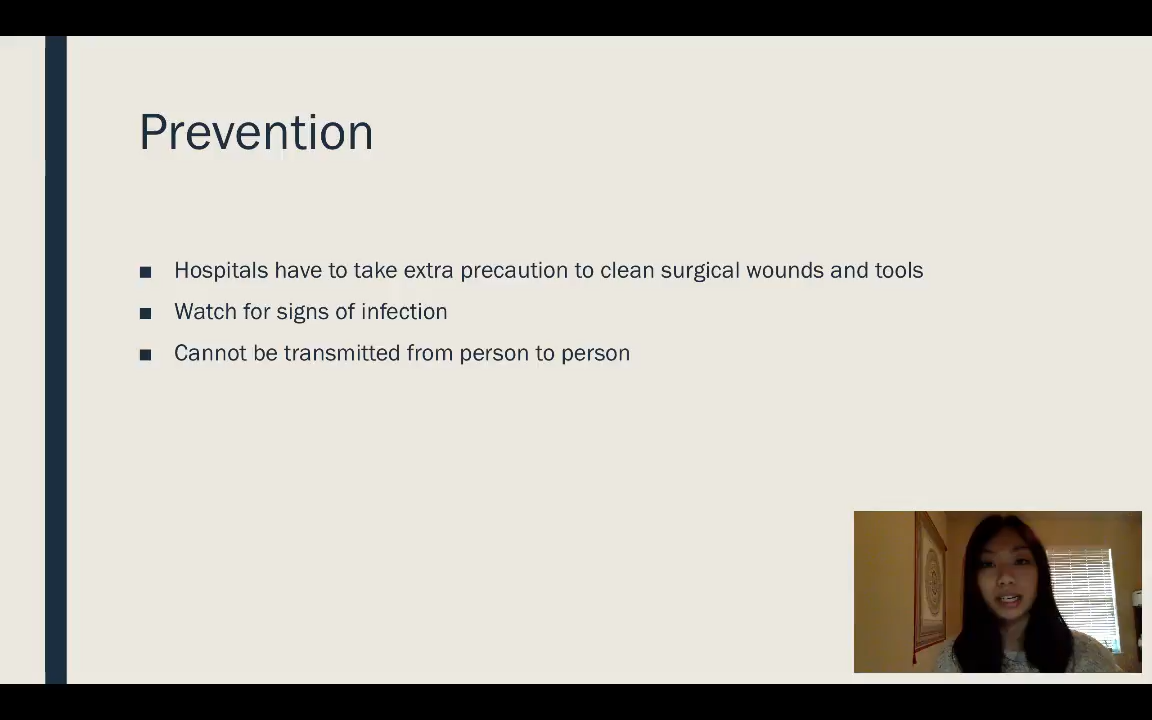 Prevention
■ Hospitals have to take extra precaution to clean surgical wounds and tools
■ Watch for signs of infection
■ Cannot be transmitted from person to person